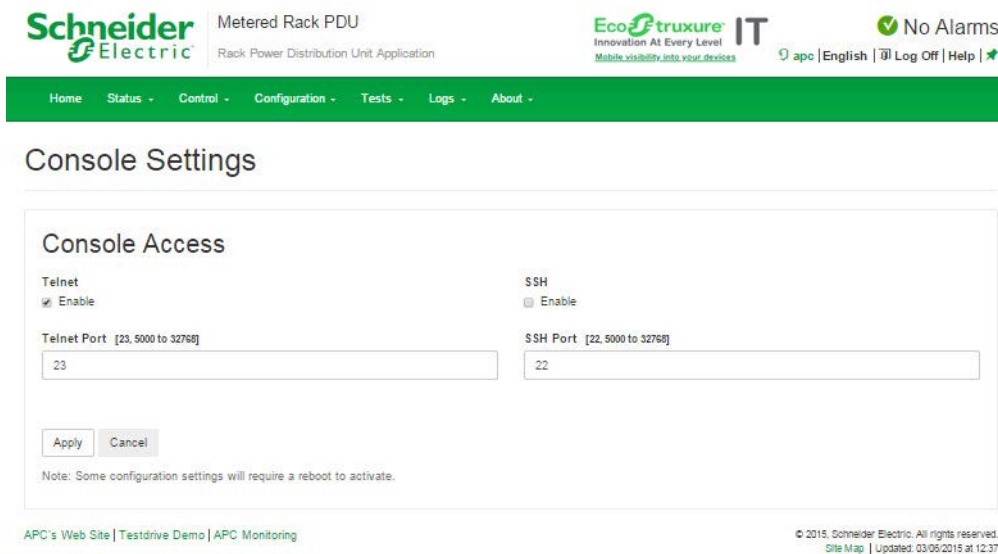 Schneider Electric
Metered Rack PDU
Rack Power Distribution Unit Application
EcoStruxure IT
Innovation At Every Level
Mobile visibility into your devices
No Alarms
apc | English | Log Off | Help |
Home Status Control Configuration Tests Logs About
Console Settings
Console Access
Telnet
Enable
SSH
Enable
Telnet Port [23, 5000 to 32768]
23
SSH Port [22, 5000 to 32768]
22
Apply Cancel
Note: Some configuration settings will require a reboot to activate.
APC's Web Site | Testdrive Demo | APC Monitoring
© 2015, Schneider Electric. All rights reserved.
Site Map | Updated: 03/06/2015 at 12:37